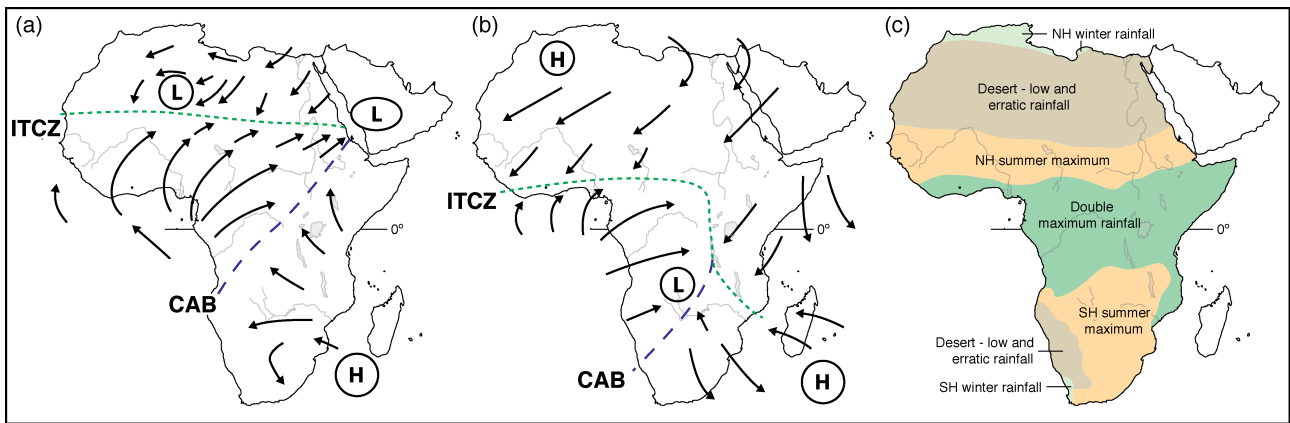 (a)
L
L
ITCZ
CAB
0°
H
(b)
H
ITCZ
0°
L
CAB
H
(c)
NH winter rainfall
Desert - low and
erratic rainfall
NH summer maximum
Double
maximum rainfall
0°
SH summer
maximum
Desert - low and
erratic rainfall
SH winter rainfall